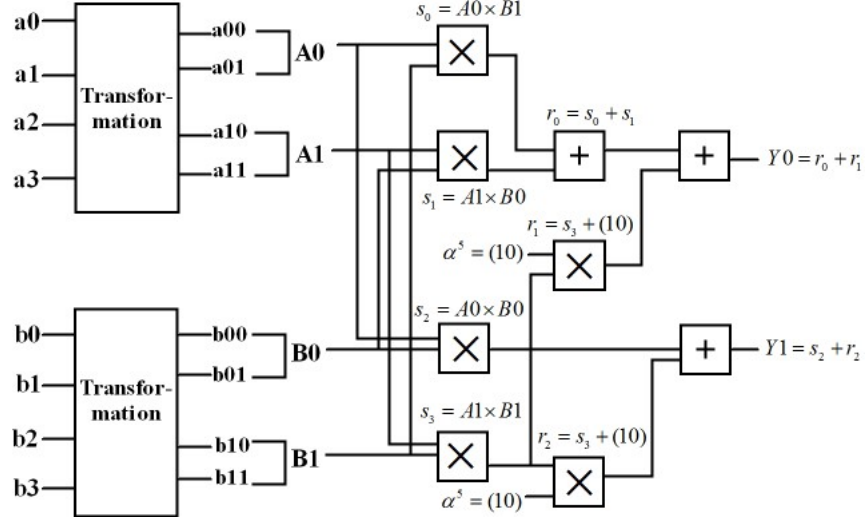 s₀ = A0×B1
a0
a00
A0
a01
×
a1
Transfor-
mation
r₀ = s₀ + s₁
a2
a10
A1
a11
×
+
+
Y0 = r₀ + r₁
a3
s₁ = A1×B0
r₁ = s₃ + (10)
α⁵ = (10)
×
s₂ = A0×B0
b0
b00
B0
b01
×
+
Y1 = s₂ + r₂
b1
Transfor-
mation
s₃ = A1×B1
b2
b10
B1
b11
×
r₂ = s₃ + (10)
b3
α⁵ = (10)
×